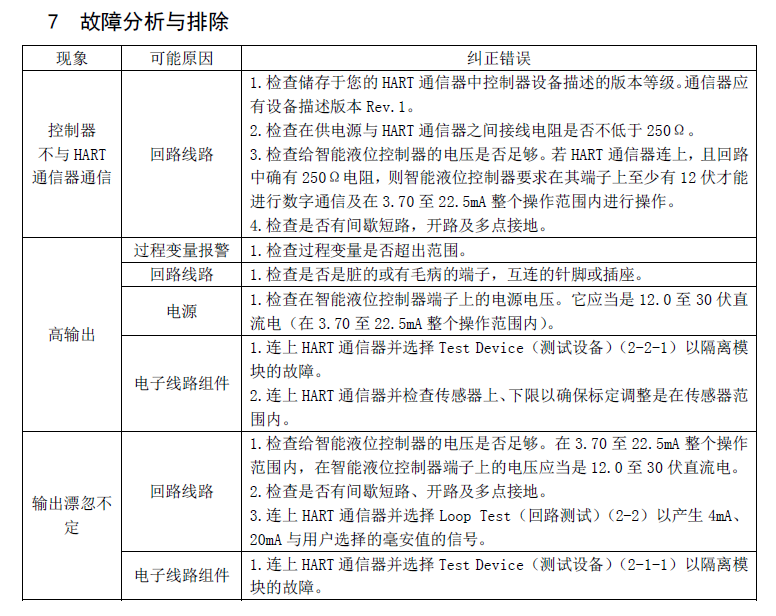 7 故障分析与排除
现象 可能原因 纠正错误
控制器
不与 HART
通信器通信
回路线路
1.检查储存于您的 HART 通信器中控制器设备描述的版本等级。通信器应
有设备描述版本 Rev.1。
2.检查在供电源与 HART 通信器之间接线电阻是否不低于 250Ω。
3.检查给智能液位控制器的电压是否足够。若 HART 通信器连上，且回路
中确有 250Ω电阻，则智能液位控制器要求在其端子上至少有 12 伏才能
进行数字通信及在 3.70 至 22.5mA 整个操作范围内进行操作。
4.检查是否有间歇短路，开路及多点接地。
高输出
过程变量报警
1.检查过程变量是否超出范围。
回路线路
1.检查是否是脏的或有毛病的端子，互连的针脚或插座。
电源
1.检查在智能液位控制器端子上的电源电压。它应当是 12.0 至 30 伏直
流电（在 3.70 至 22.5mA 整个操作范围内）。
电子线路组件
1.连上 HART 通信器并选择 Test Device（测试设备）（2-2-1）以隔离模
块的故障。
2.连上 HART 通信器并检查传感器上、下限以确保标定调整是在传感器范
围内。
输出漂忽不
定
回路线路
1.检查给智能液位控制器的电压是否足够。在 3.70 至 22.5mA 整个操作
范围内，在智能液位控制器端子上的电压应当是 12.0 至 30 伏直流电。
2.检查是否有间歇短路、开路及多点接地。
3.连上 HART 通信器并选择 Loop Test（回路测试）（2-2）以产生 4mA、
20mA 与用户选择的毫安值的信号。
电子线路组件
1.连上 HART 通信器并选择 Test Device（测试设备）（2-1-1）以隔离模
块的故障。